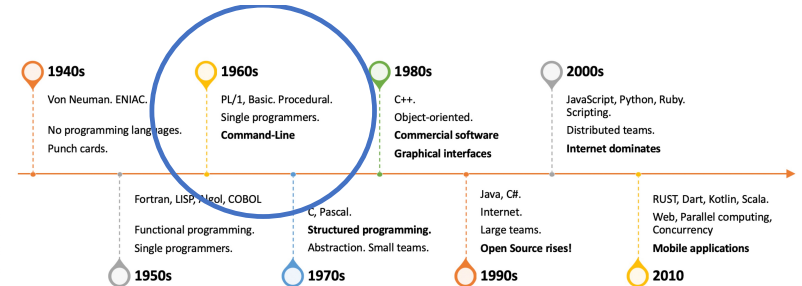 1940s
Von Neuman. ENIAC.
No programming languages.
Punch cards.
1960s
PL/1, Basic. Procedural.
Single programmers.
Command-Line
1980s
C++.
Object-oriented.
Commercial software
Graphical interfaces
2000s
JavaScript, Python, Ruby.
Scripting.
Distributed teams.
Internet dominates
Fortran, LISP, Algol, COBOL
Functional programming.
Single programmers.
1950s
C, Pascal.
Structured programming.
Abstraction. Small teams.
1970s
Java, C#.
Internet.
Large teams.
Open Source rises!
1990s
RUST, Dart, Kotlin, Scala.
Web, Parallel computing,
Concurrency
Mobile applications
2010